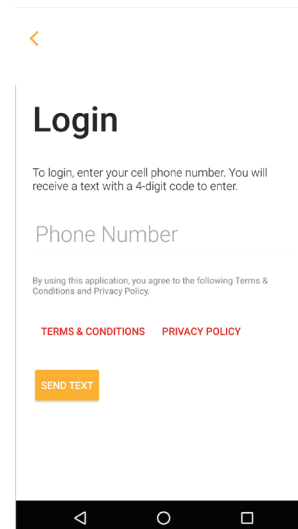 Login
To login, enter your cell phone number. You will
receive a text with a 4-digit code to enter.
Phone Number
By using this application, you agree to the following Terms &
Conditions and Privacy Policy.
TERMS & CONDITIONS PRIVACY POLICY
SEND TEXT